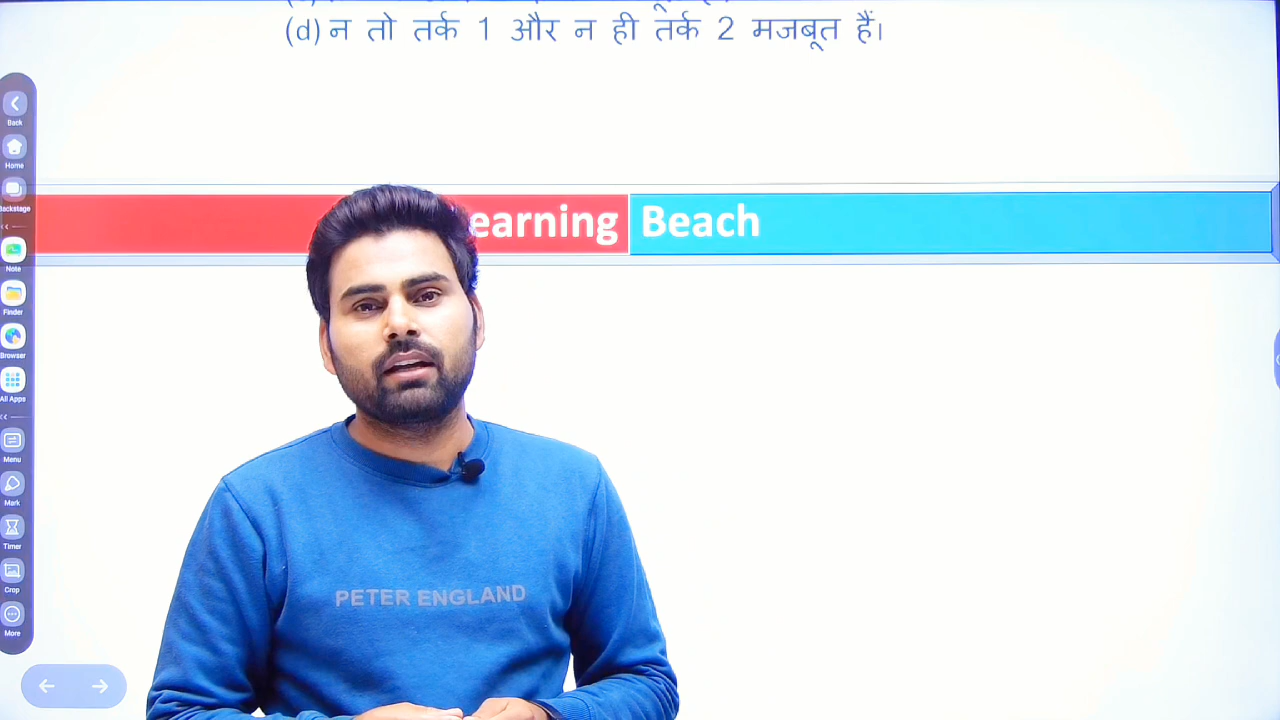 (d) न तो तर्क 1 और न ही तर्क 2 मजबूत हैं।
Back
Home
Backstage
Note
Finder
Browser
All Apps
Menu
Mark
Timer
Crop
More
earning Beach
PETER ENGLAND